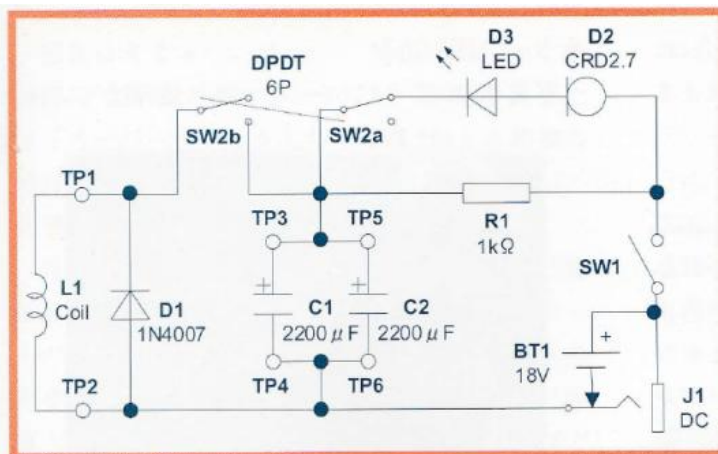 D3
LED
D2
CRD2.7
DPDT
6P
SW2b
SW2a
TP1
TP3
TP5
R1
1kΩ
SW1
L1
Coil
D1
1N4007
+
C1
2200μF
+
C2
2200μF
BT1
18V
+
TP2
TP4
TP6
J1
DC